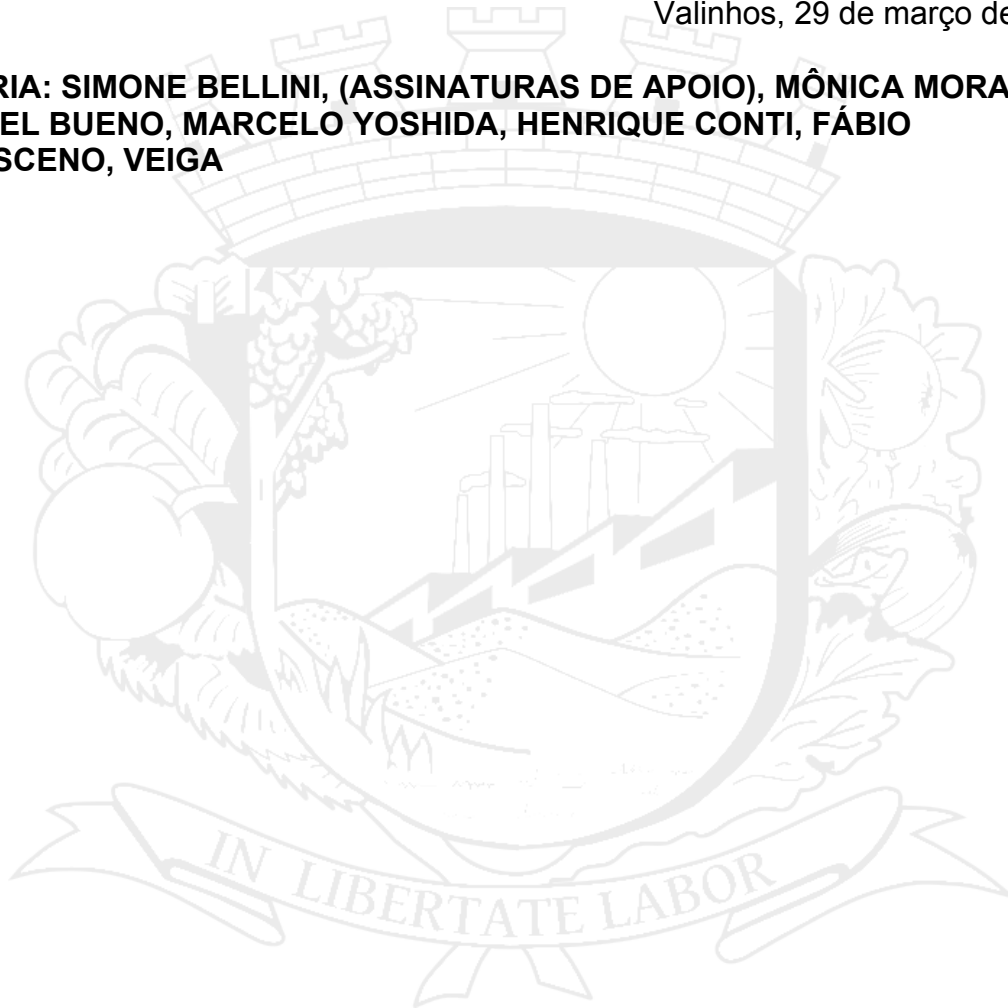 Valinhos, 29 de março de
RIA: SIMONE BELLINI, (ASSINATURAS DE APOIO), MÔNICA MORA
EL BUENO, MARCELO YOSHIDA, HENRIQUE CONTI, FÁBIO
SCENO, VEIGA
IN LIBERTATE LABOR